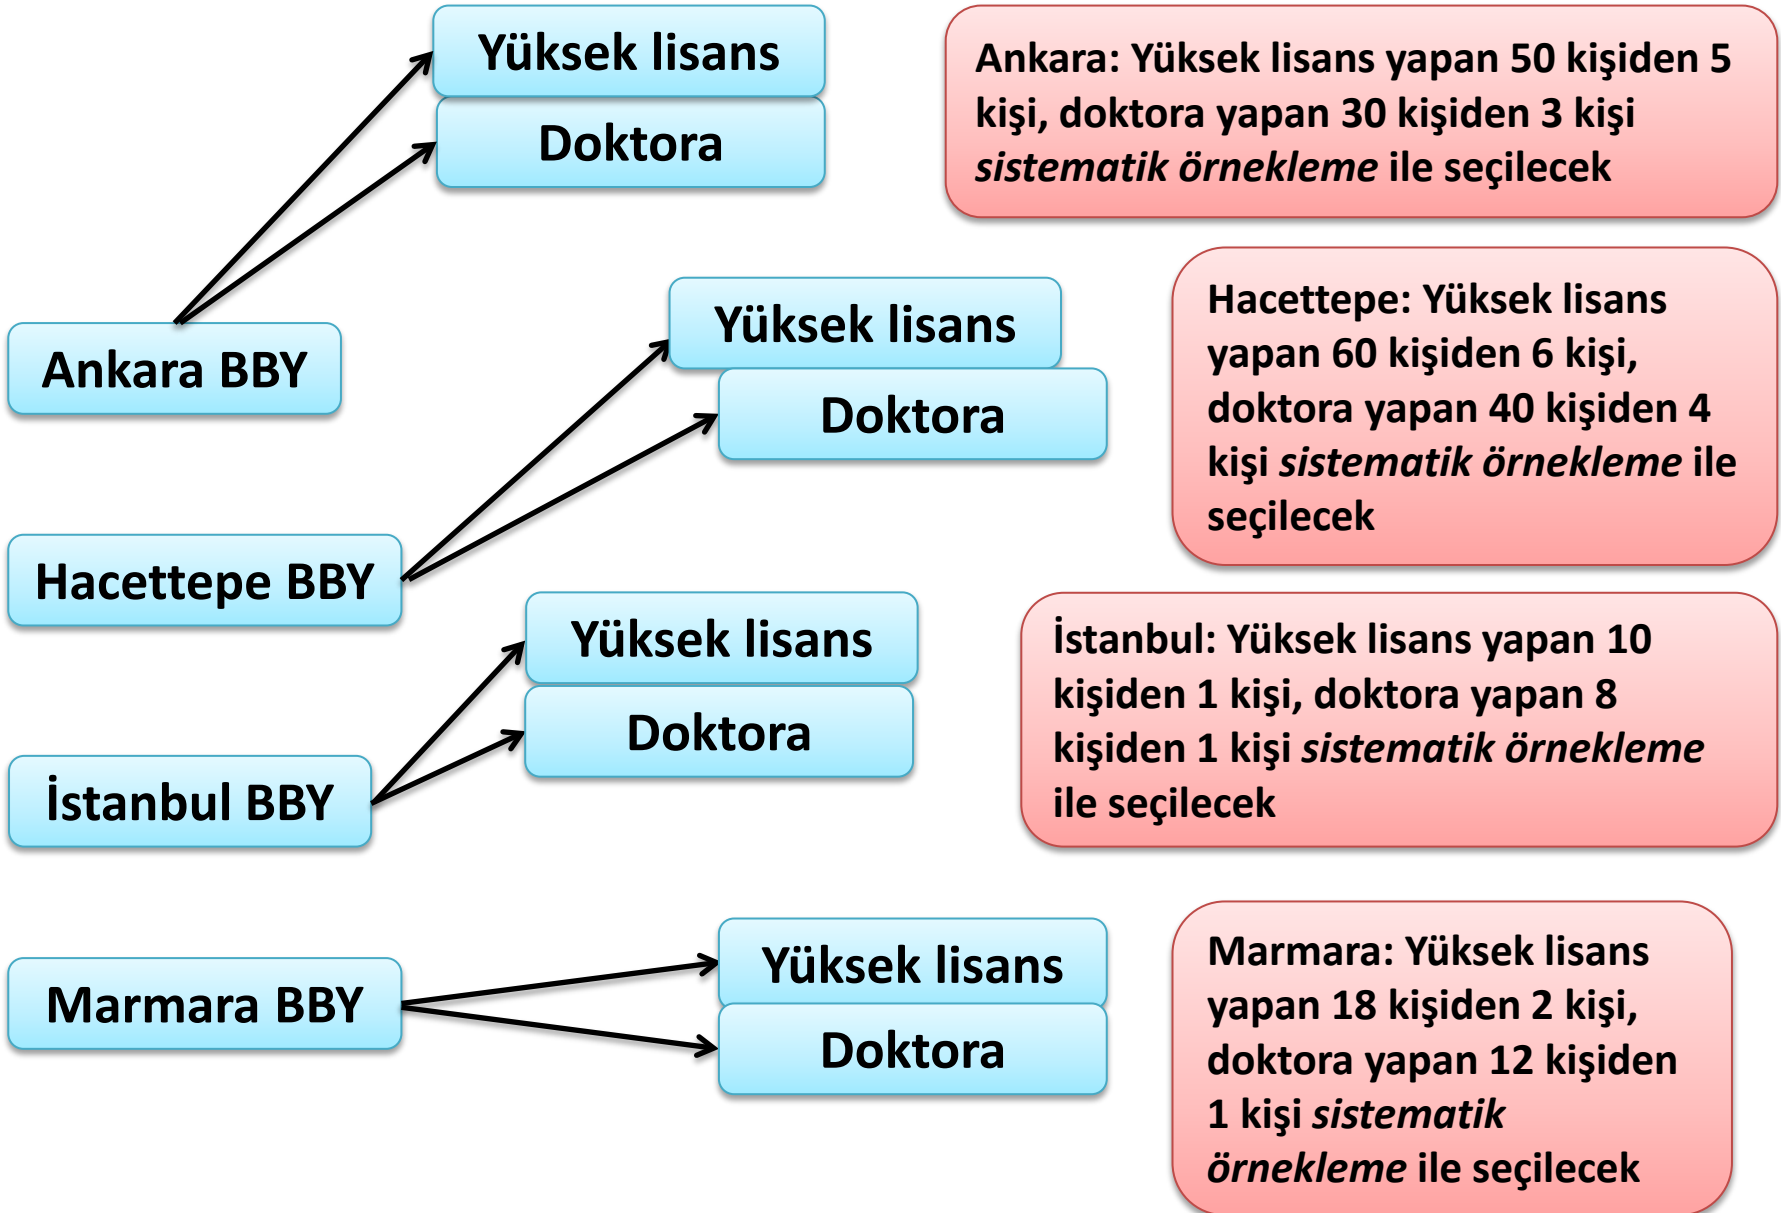 Yüksek lisans
Doktora
Ankara: Yüksek lisans yapan 50 kişiden 5
kişi, doktora yapan 30 kişiden 3 kişi
sistematik örnekleme ile seçilecek
Ankara BBY
Yüksek lisans
Doktora
Hacettepe: Yüksek lisans
yapan 60 kişiden 6 kişi,
doktora yapan 40 kişiden 4
kişi sistematik örnekleme ile
seçilecek
Hacettepe BBY
Yüksek lisans
Doktora
İstanbul: Yüksek lisans yapan 10
kişiden 1 kişi, doktora yapan 8
kişiden 1 kişi sistematik örnekleme
ile seçilecek
İstanbul BBY
Yüksek lisans
Doktora
Marmara: Yüksek lisans
yapan 18 kişiden 2 kişi,
doktora yapan 12 kişiden
1 kişi sistematik
örnekleme ile seçilecek
Marmara BBY